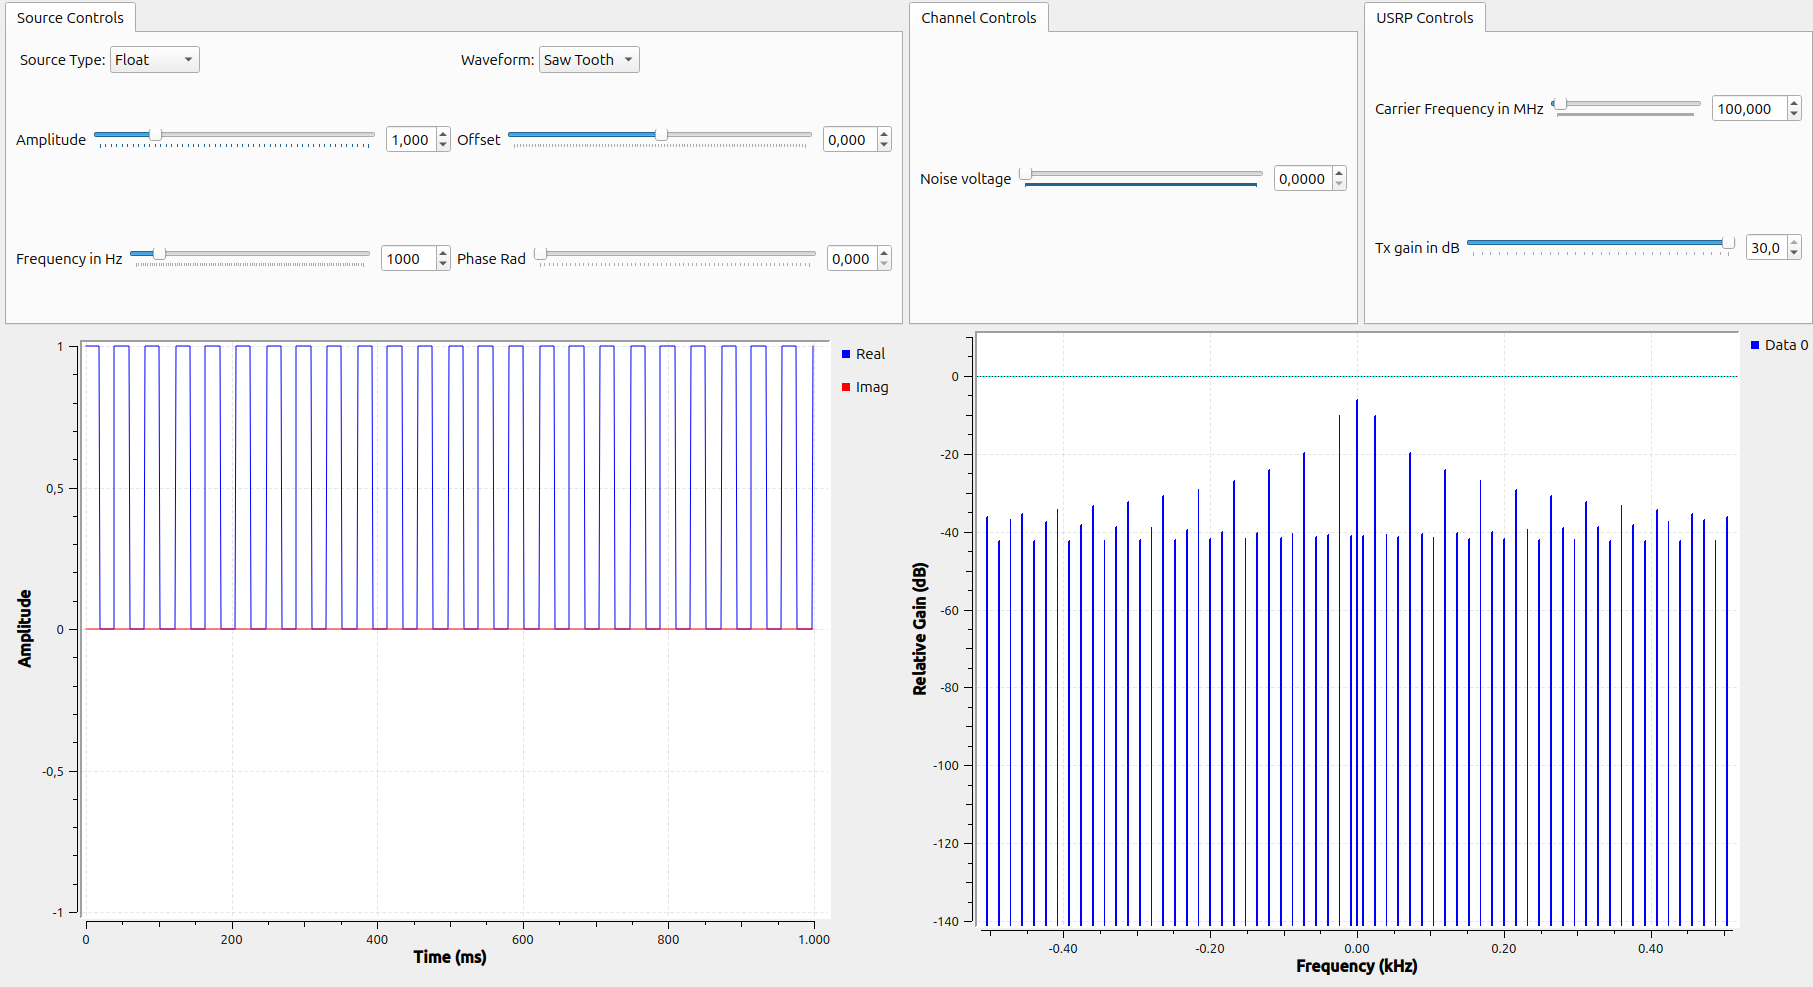 Source Controls
Source Type: Float
Waveform: Saw Tooth
Amplitude 1,000
Offset 0,000
Frequency in Hz 1000
Phase Rad 0,000
Channel Controls
Noise voltage 0,0000
USRP Controls
Carrier Frequency in MHz 100,000
Tx gain in dB 30,0
1
0,5
0
-0,5
-1
Amplitude
0 200 400 600 800 1.000
Time (ms)
Real
Imag
0
-20
-40
-60
-80
-100
-120
-140
Relative Gain (dB)
-0.40 -0.20 0.00 0.20 0.40
Frequency (kHz)
Data 0